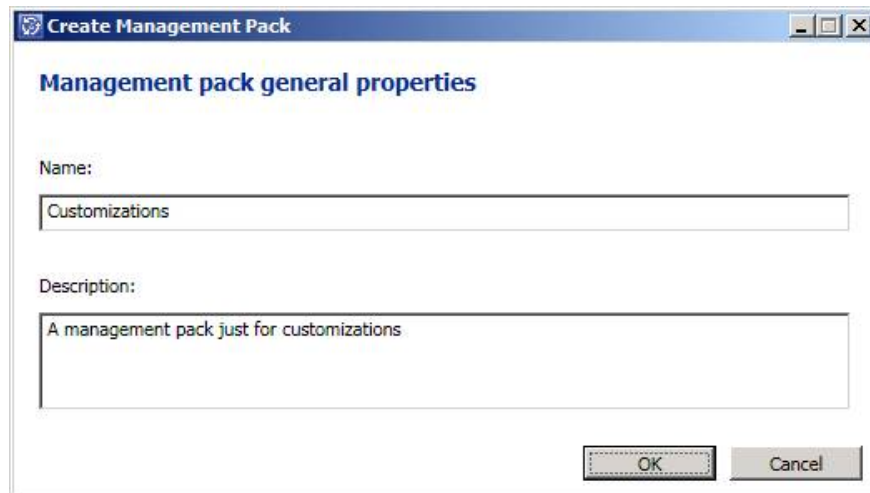 Create Management Pack
Management pack general properties
Name:
Customizations
Description:
A management pack just for customizations
OK Cancel